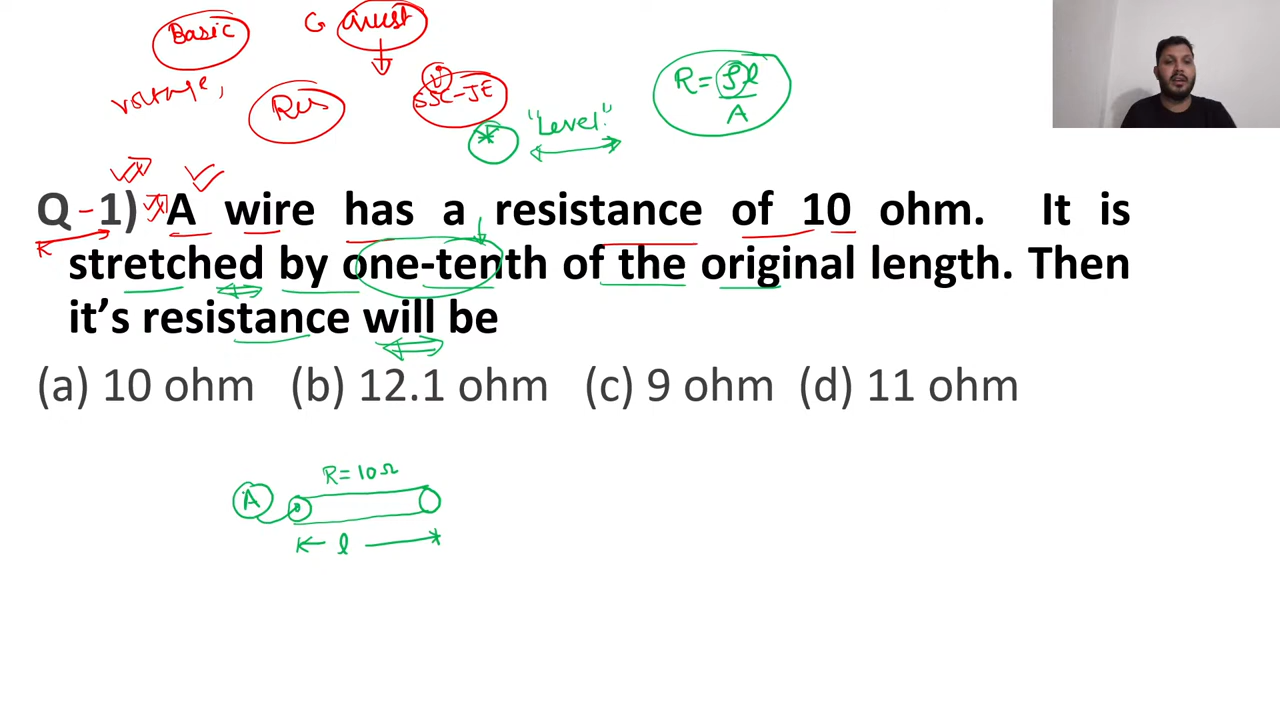 Basic
G Quest
voltage,
Res
SSC-JE
"Level"
R = ρl
A
Q - 1) A wire has a resistance of 10 ohm. It is
stretched by one-tenth of the original length. Then
it's resistance will be
(a) 10 ohm (b) 12.1 ohm (c) 9 ohm (d) 11 ohm
R = 10Ω
A
l